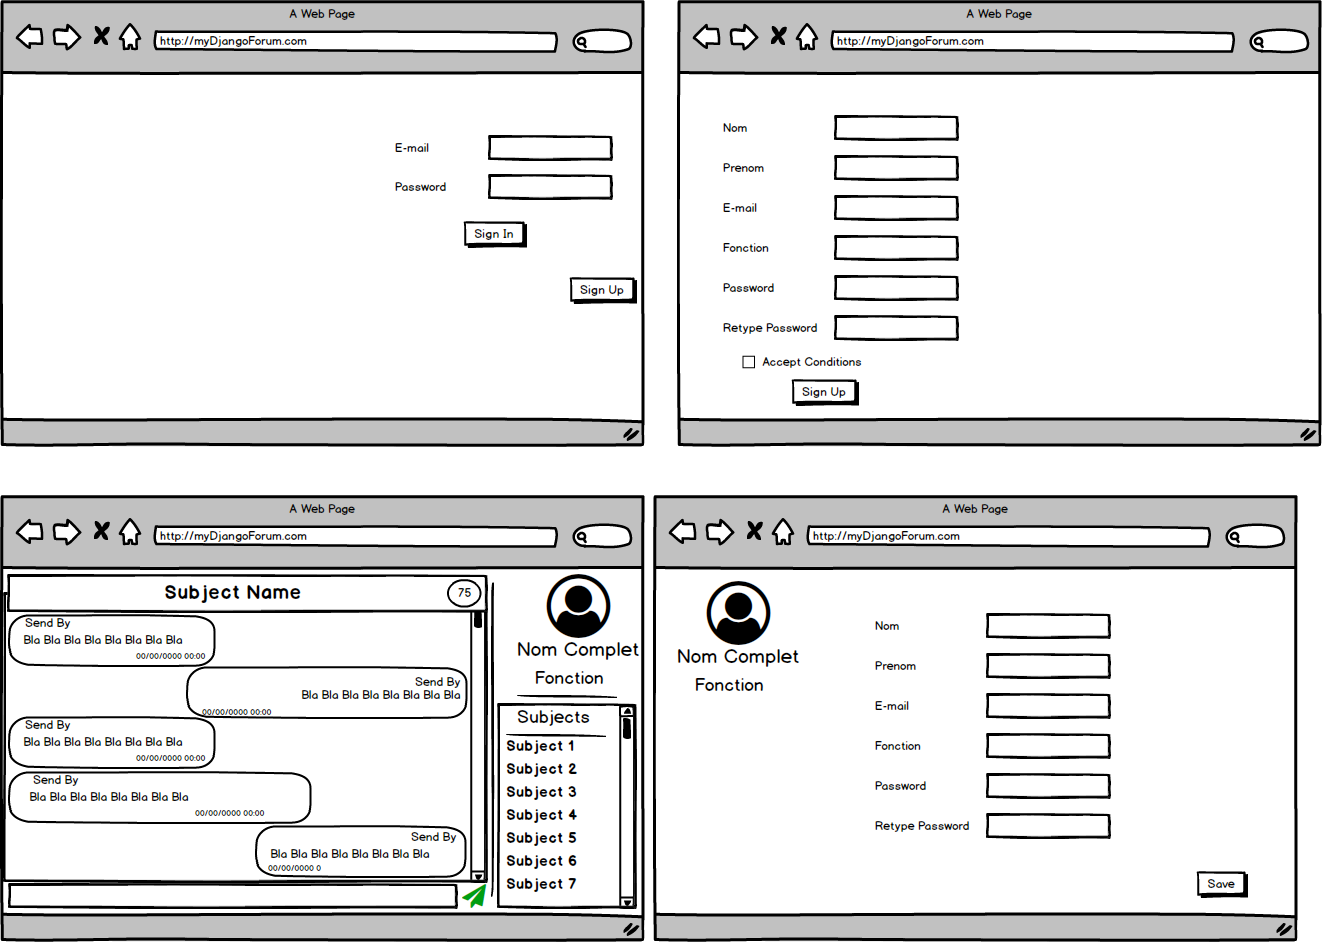 A Web Page
http://myDjangoForum.com
E-mail
Password
Sign In
Sign Up
A Web Page
http://myDjangoForum.com
Nom
Prenom
E-mail
Fonction
Password
Retype Password
Accept Conditions
Sign Up
A Web Page
http://myDjangoForum.com
Subject Name
75
Send By
Bla Bla Bla Bla Bla Bla Bla Bla
00/00/0000 00:00
Send By
Bla Bla Bla Bla Bla Bla Bla Bla
00/00/0000 00:00
Send By
Bla Bla Bla Bla Bla Bla Bla Bla
00/00/0000 00:00
Send By
Bla Bla Bla Bla Bla Bla Bla Bla
00/00/0000 00:00
Send By
Bla Bla Bla Bla Bla Bla Bla Bla
00/00/0000 0
Nom Complet
Fonction
Subjects
Subject 1
Subject 2
Subject 3
Subject 4
Subject 5
Subject 6
Subject 7
A Web Page
http://myDjangoForum.com
Nom Complet
Fonction
Nom
Prenom
E-mail
Fonction
Password
Retype Password
Save